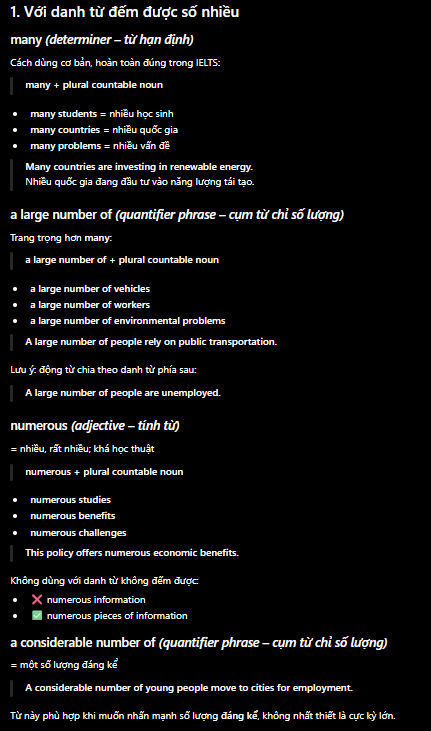 1. Với danh từ đếm được số nhiều
many (determiner – từ hạn định)
Cách dùng cơ bản, hoàn toàn đúng trong IELTS:
many + plural countable noun
many students = nhiều học sinh
many countries = nhiều quốc gia
many problems = nhiều vấn đề
Many countries are investing in renewable energy.
Nhiều quốc gia đang đầu tư vào năng lượng tái tạo.
a large number of (quantifier phrase – cụm từ chỉ số lượng)
Trang trọng hơn many:
a large number of + plural countable noun
a large number of vehicles
a large number of workers
a large number of environmental problems
A large number of people rely on public transportation.
Lưu ý: động từ chia theo danh từ phía sau:
A large number of people are unemployed.
numerous (adjective – tính từ)
= nhiều, rất nhiều; khá học thuật
numerous + plural countable noun
numerous studies
numerous benefits
numerous challenges
This policy offers numerous economic benefits.
Không dùng với danh từ không đếm được:
❌ numerous information
✅ numerous pieces of information
a considerable number of (quantifier phrase – cụm từ chỉ số lượng)
= một số lượng đáng kể
A considerable number of young people move to cities for employment.
Từ này phù hợp khi muốn nhấn mạnh số lượng đáng kể, không nhất thiết là cực kỳ lớn.